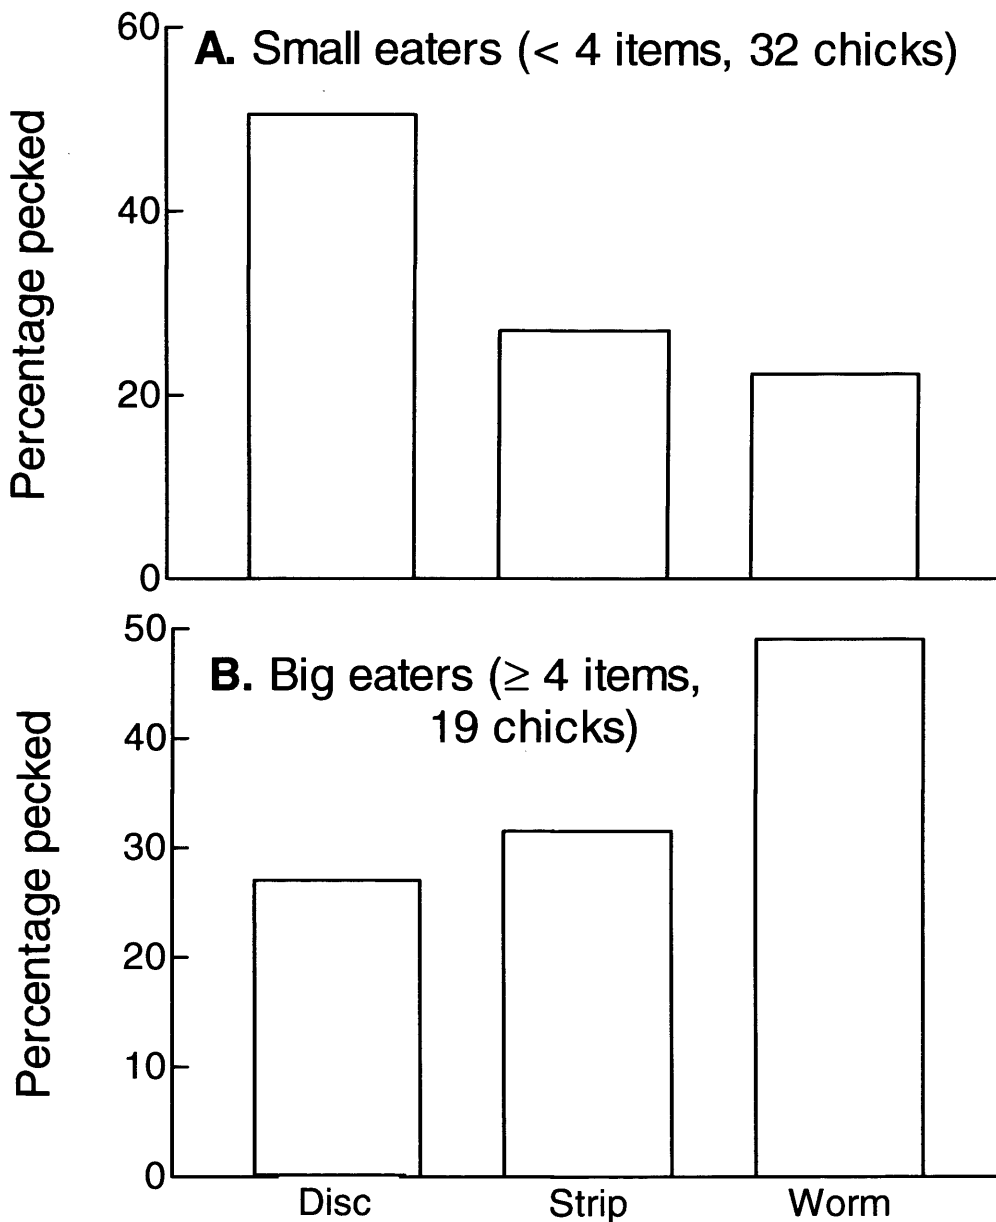 A. Small eaters (< 4 items, 32 chicks)
Percentage pecked
60
40
20
0
B. Big eaters (≥ 4 items,
19 chicks)
Percentage pecked
50
40
30
20
10
0
Disc Strip Worm